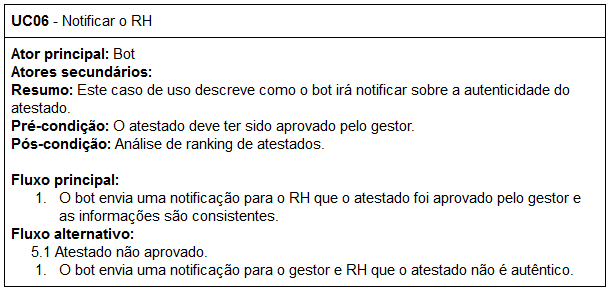 UC06 - Notificar o RH
Ator principal: Bot
Atores secundários:
Resumo: Este caso de uso descreve como o bot irá notificar sobre a autenticidade do
atestado.
Pré-condição: O atestado deve ter sido aprovado pelo gestor.
Pós-condição: Análise de ranking de atestados.
Fluxo principal:
1. O bot envia uma notificação para o RH que o atestado foi aprovado pelo gestor e
as informações são consistentes.
Fluxo alternativo:
5.1 Atestado não aprovado.
1. O bot envia uma notificação para o gestor e RH que o atestado não é autêntico.